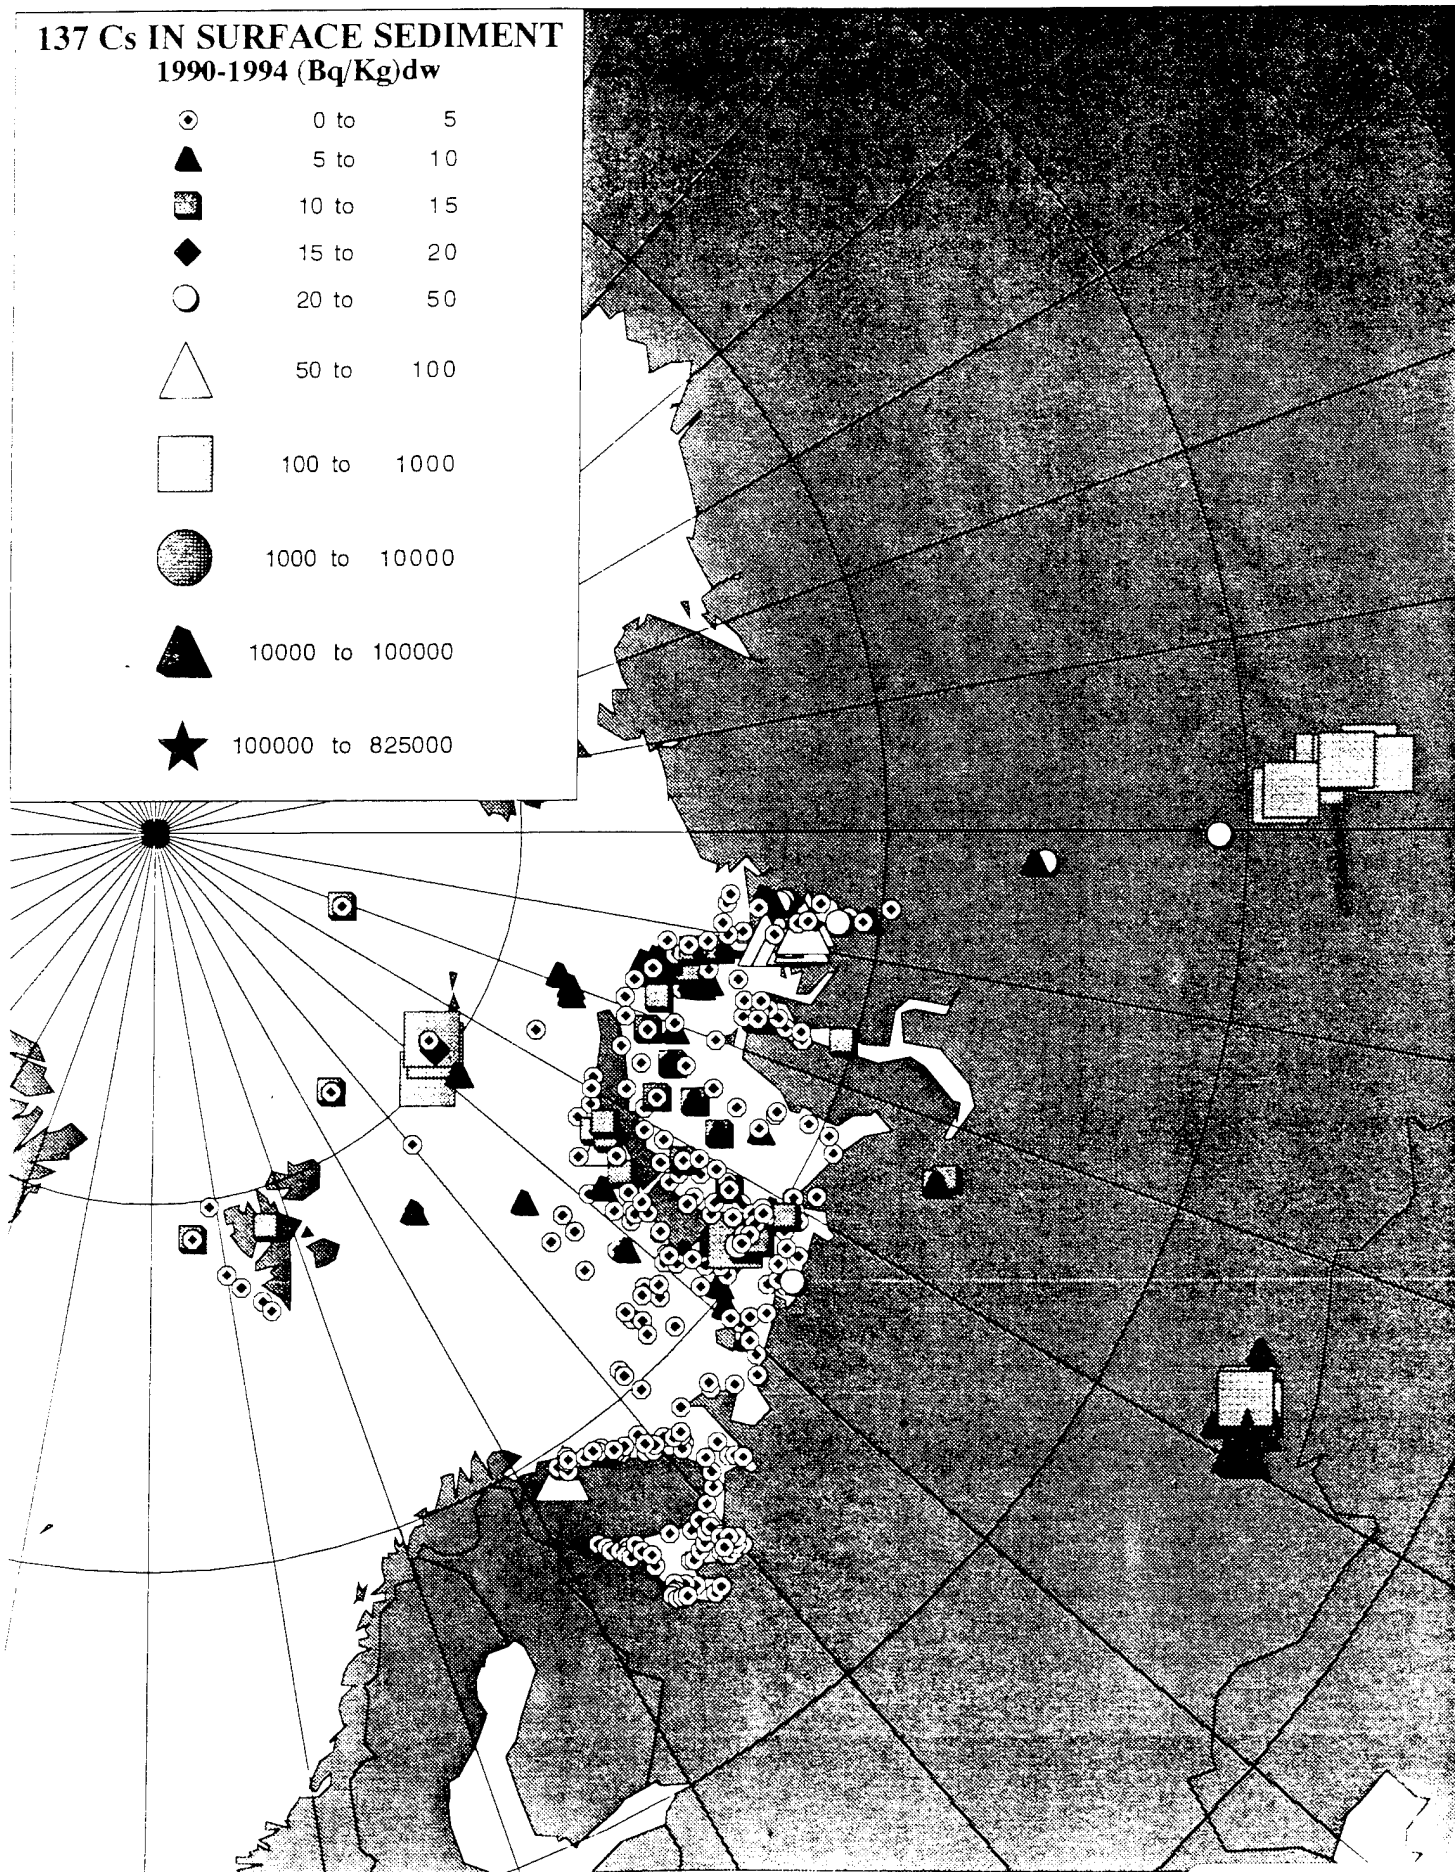 137 Cs IN SURFACE SEDIMENT
1990-1994 (Bq/Kg)dw
0 to 5
5 to 10
10 to 15
15 to 20
20 to 50
50 to 100
100 to 1000
1000 to 10000
10000 to 100000
100000 to 825000